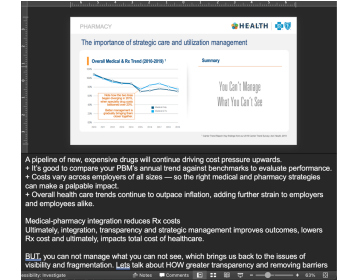 PHARMACY
HEALTH
The importance of strategic care and utilization management
Overall Medical & Rx Trend (2010-2018)
Summary
You Can't Manage
What You Can't See
A pipeline of new, expensive drugs will continue driving cost pressure upwards.
+ It's good to compare your PBM's annual trend against benchmarks to evaluate performance.
+ Costs vary across employers of all sizes — so the right medical and pharmacy strategies
can make a palpable impact.
+ Overall health care trends continue to outpace inflation, adding further strain to employers
and employees alike.
Medical-pharmacy integration reduces Rx costs
Ultimately, integration, transparency and strategic management improves outcomes, lowers
Rx cost and ultimately, impacts total cost of healthcare.
BUT, you can not manage what you can not see, which brings us back to the issues of
visibility and fragmentation. Lets talk about HOW greater transparency and removing barriers
ibility: Investigate
Notes
Comments
63%